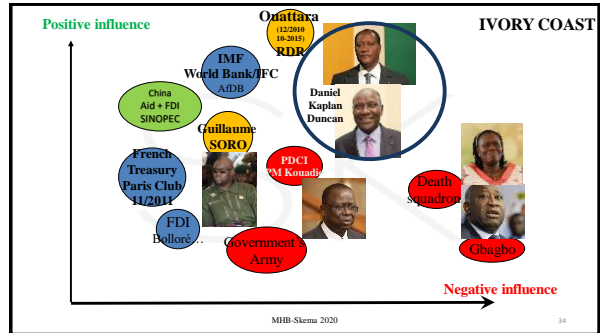 Positive influence
IVORY COAST
Ouattara
(12/2010
10-2015)
RDR
IMF
World Bank/IFC
AfDB
Daniel
Kaplan
Duncan
China
Aid + FDI
SINOPEC
Guillaume
SORO
French
Treasury
Paris Club
11/2011
PDCI
PM Kouadio
Death
squadron
FDI
Bolloré…
Government's
Army
Gbagbo
Negative influence
MHB-Skema 2020
34